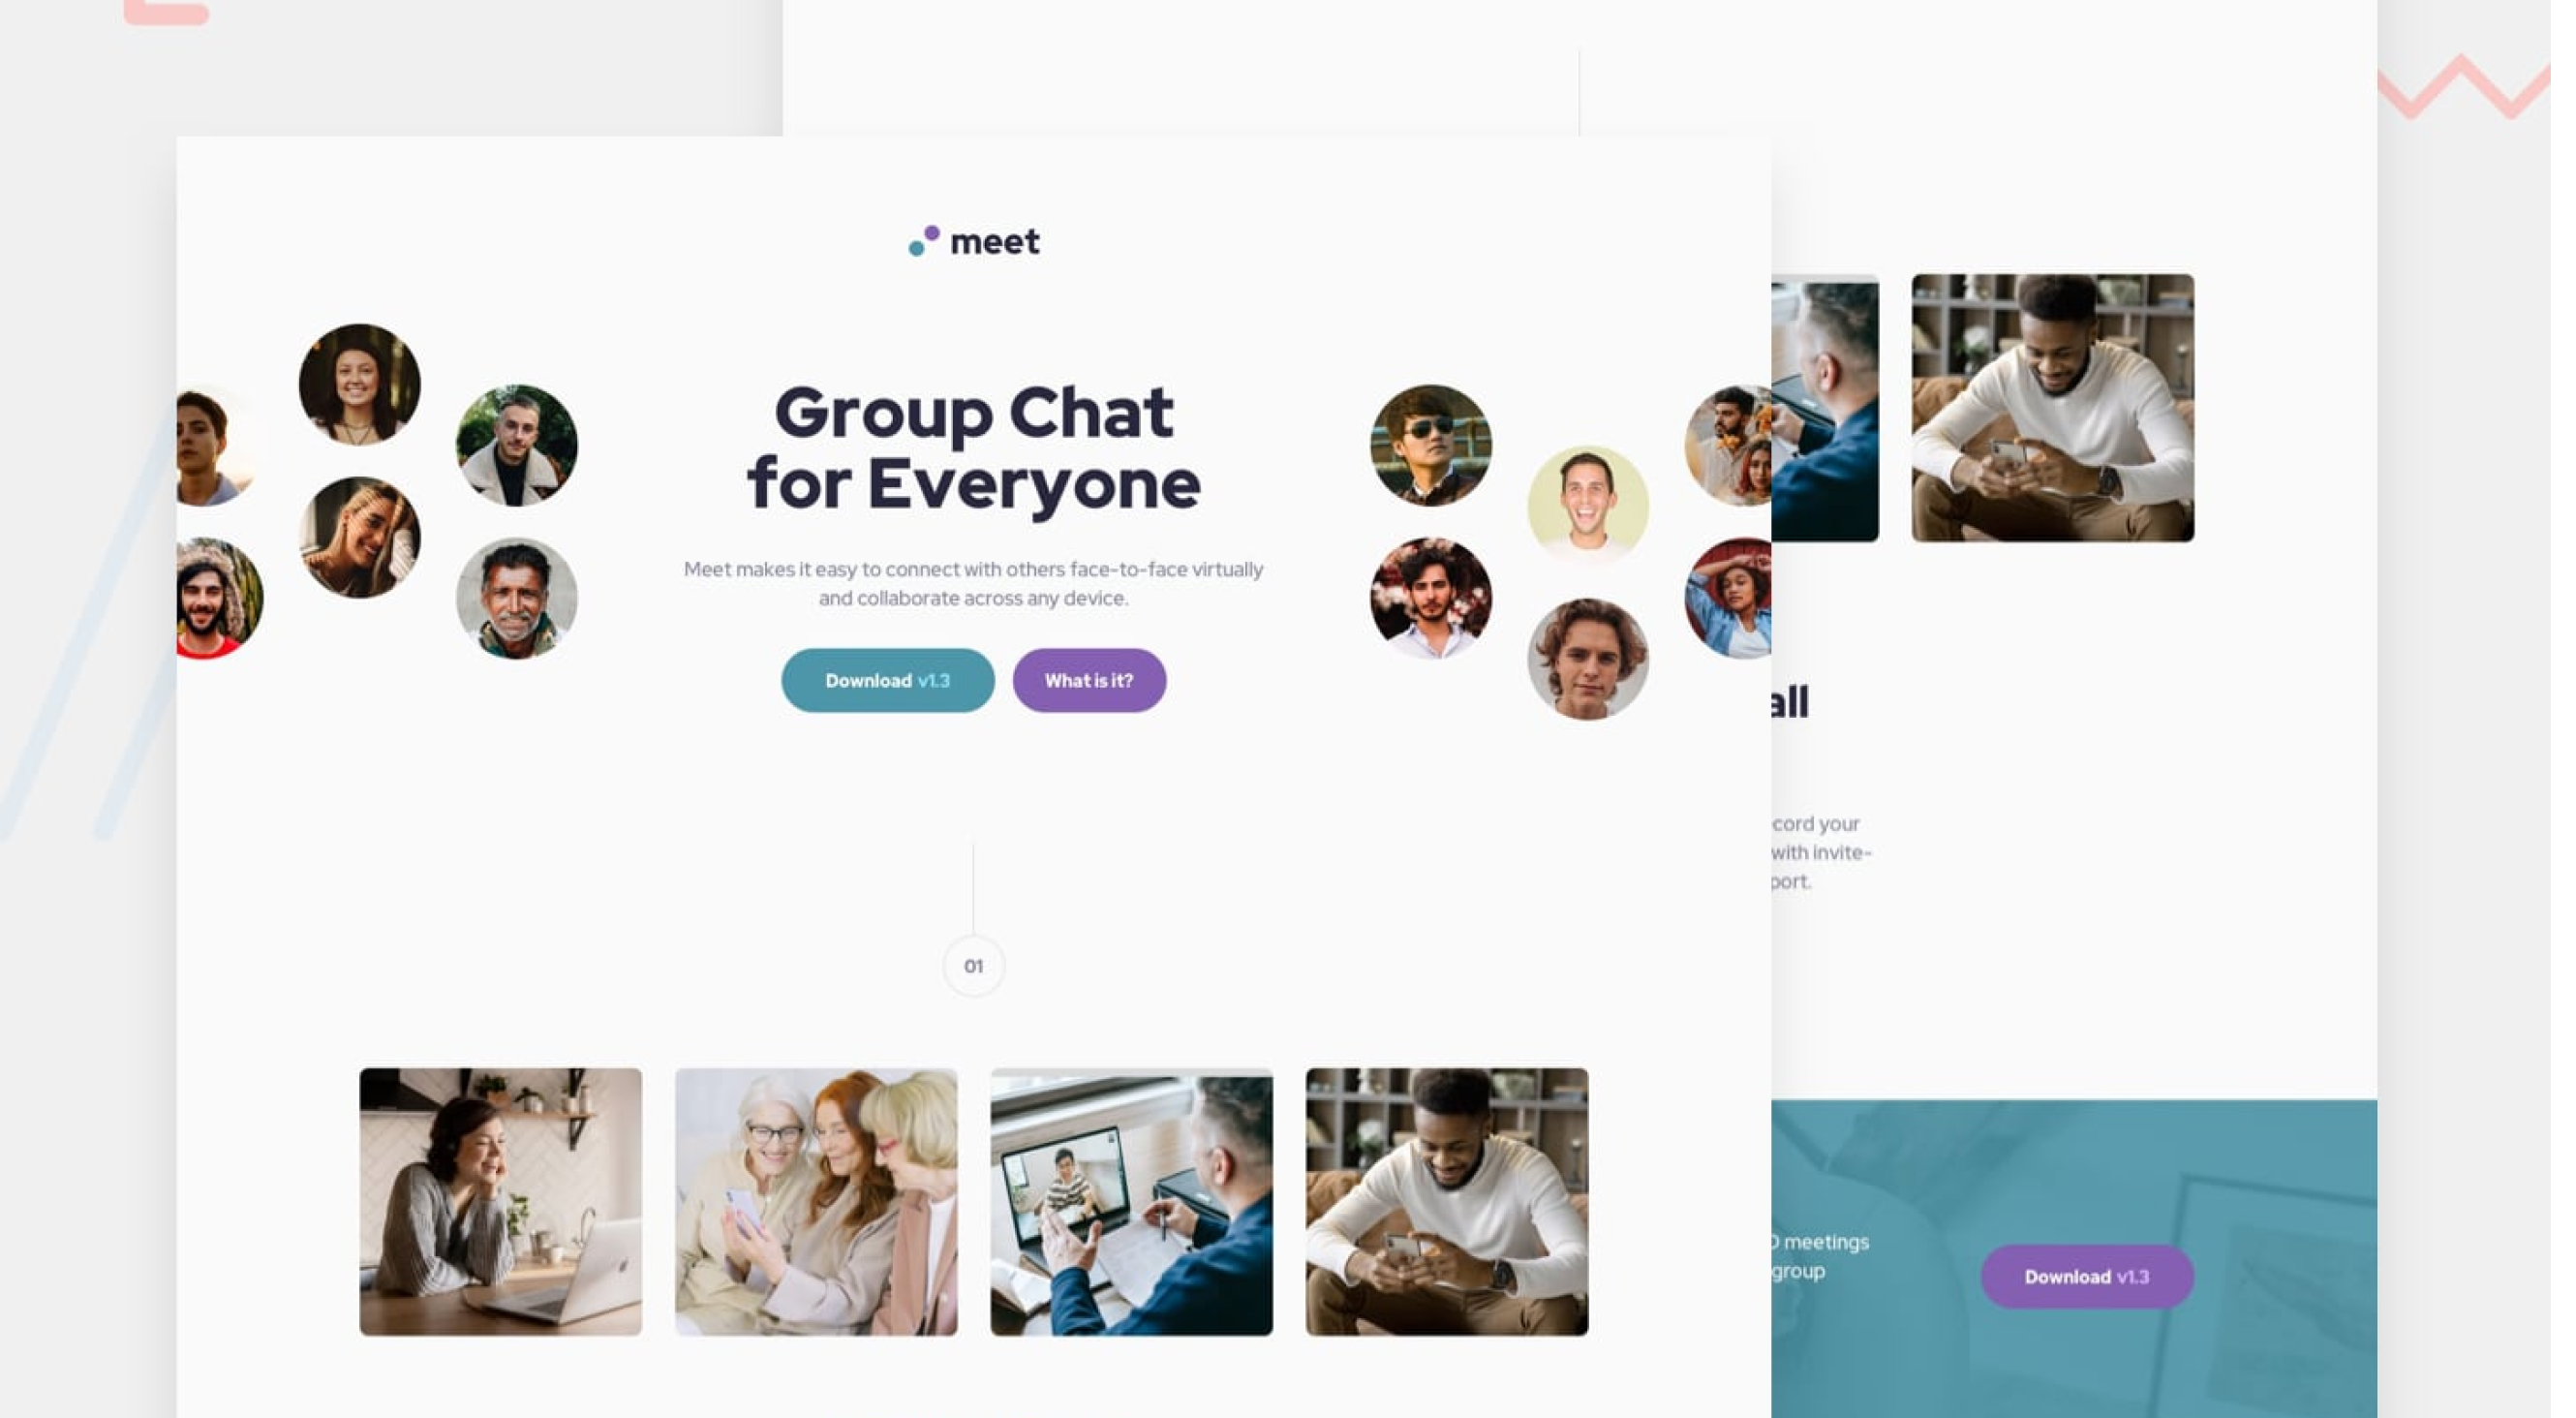 meet
Group Chat
for Everyone
Meet makes it easy to connect with others face-to-face virtually
and collaborate across any device.
Download v1.3
What is it?
01
all
cord your
with invite-
port.
meetings
group
Download v1.3